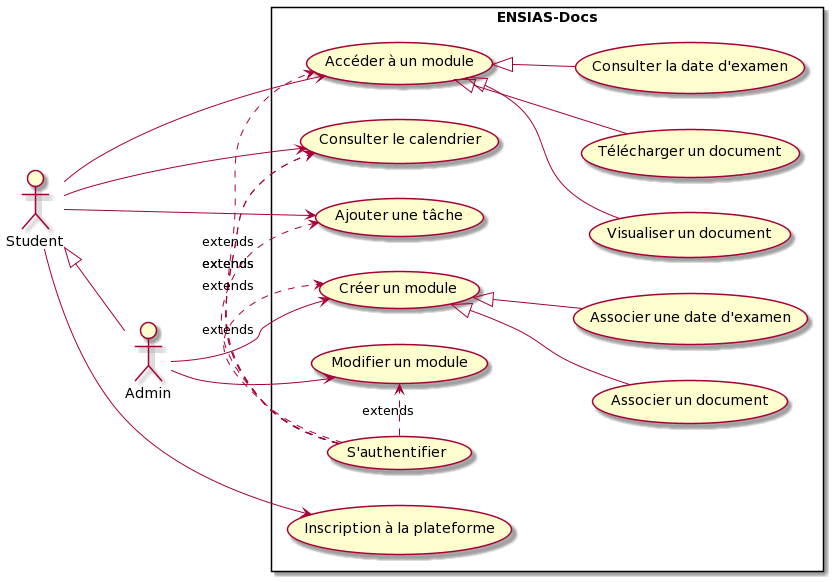 ENSIAS-Docs
Accéder à un module
Consulter la date d'examen
Consulter le calendrier
Télécharger un document
Ajouter une tâche
Visualiser un document
Student
extends
extends
extends
Créer un module
Associer une date d'examen
extends
Modifier un module
Admin
Associer un document
extends
S'authentifier
Inscription à la plateforme